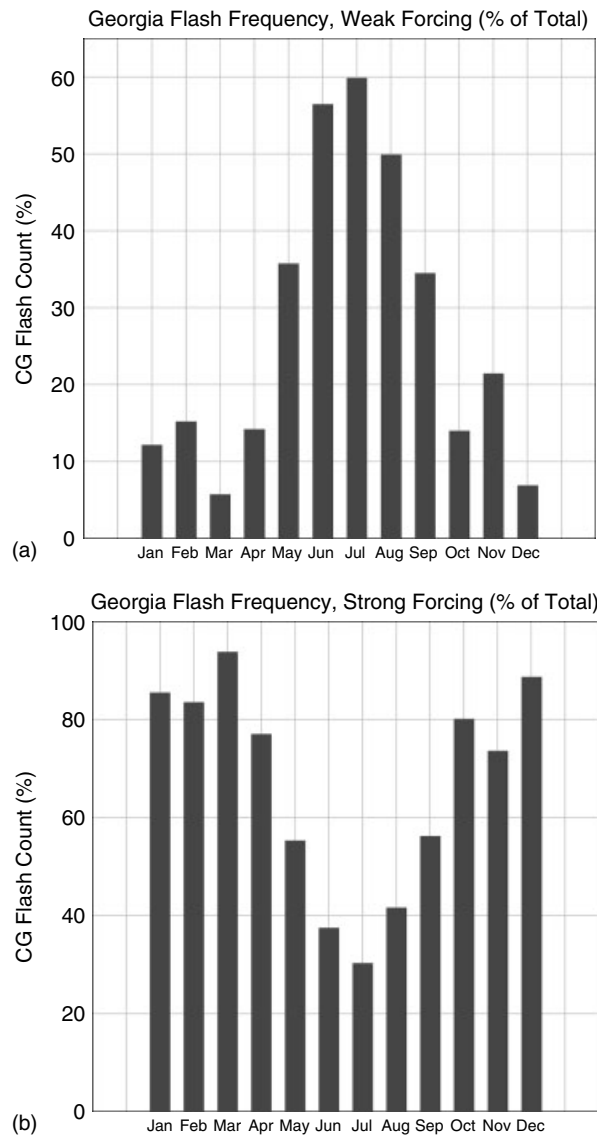 Georgia Flash Frequency, Weak Forcing (% of Total)
60
50
40
30
20
10
0
CG Flash Count (%)
Jan Feb Mar Apr May Jun Jul Aug Sep Oct Nov Dec
(a)
Georgia Flash Frequency, Strong Forcing (% of Total)
100
80
60
40
20
0
CG Flash Count (%)
Jan Feb Mar Apr May Jun Jul Aug Sep Oct Nov Dec
(b)